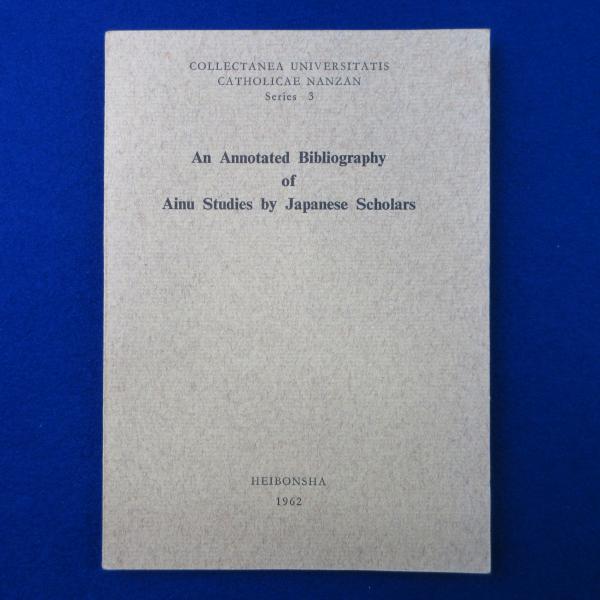 COLLECTANEA UNIVERSITATIS
CATHOLICAE NANZAN
Series 3
An Annotated Bibliography
of
Ainu Studies by Japanese Scholars
HEIBONSHA
1962